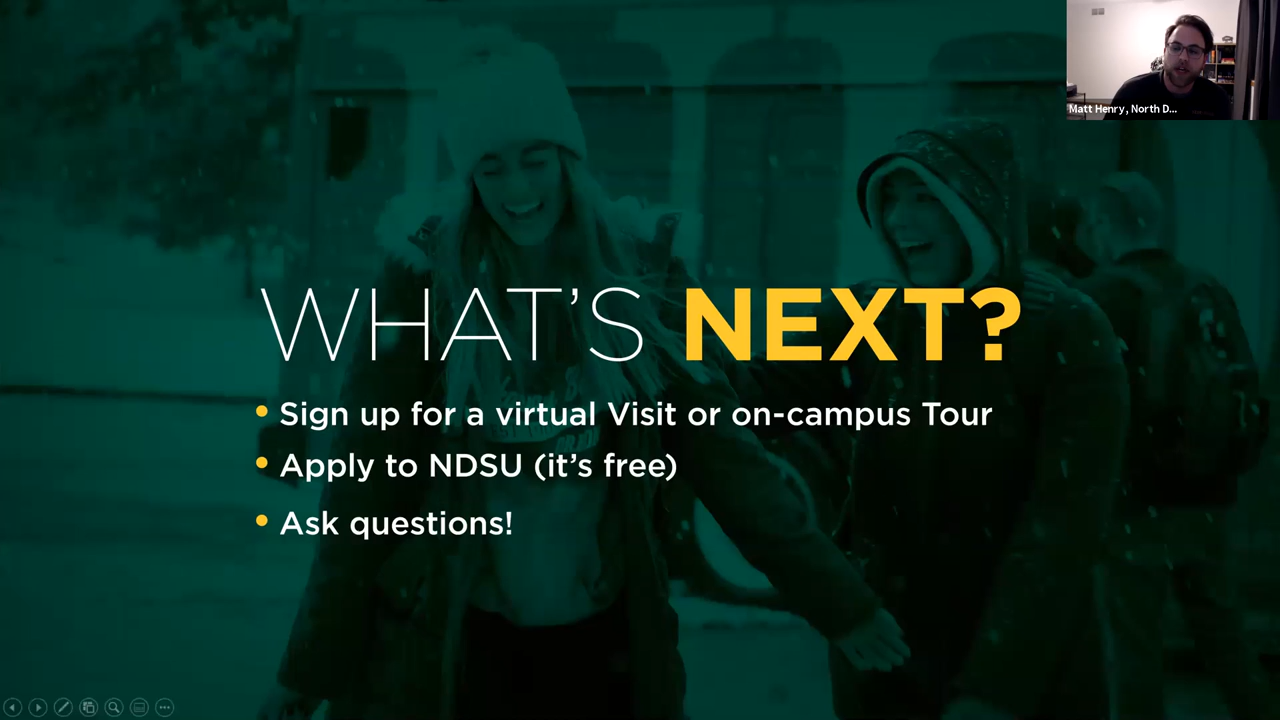 Matt Henry, North D...
WHAT'S NEXT?
• Sign up for a virtual Visit or on-campus Tour
• Apply to NDSU (it's free)
• Ask questions!